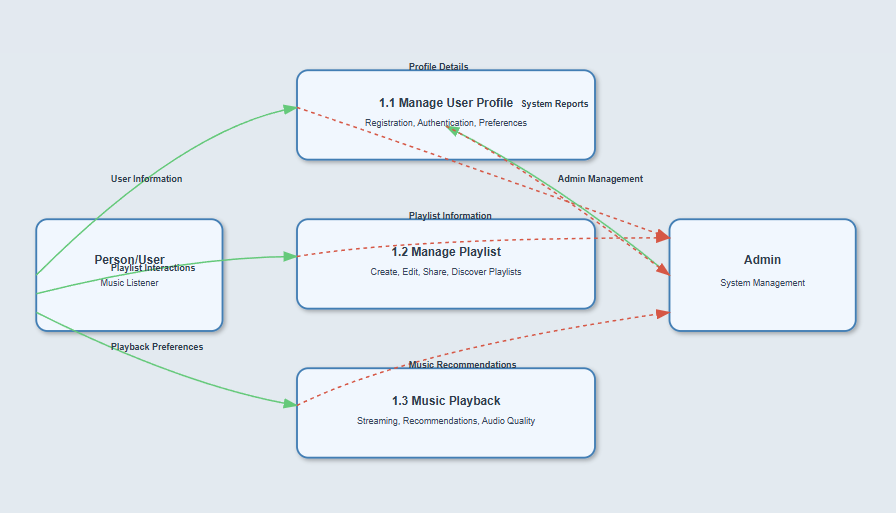 Profile Details
1.1 Manage User Profile
System Reports
Registration, Authentication, Preferences
User Information
Admin Management
Playlist Information
1.2 Manage Playlist
Person/User
Admin
Playlist Interactions
Create, Edit, Share, Discover Playlists
Music Listener
System Management
Playback Preferences
Music Recommendations
1.3 Music Playback
Streaming, Recommendations, Audio Quality